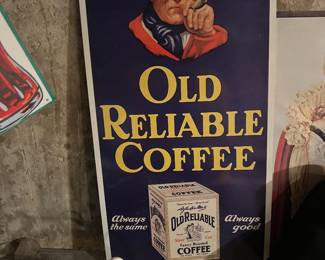 OLD
RELIABLE
COFFEE
Always
the same
Always
good
OLD RELIABLE
COFFEE